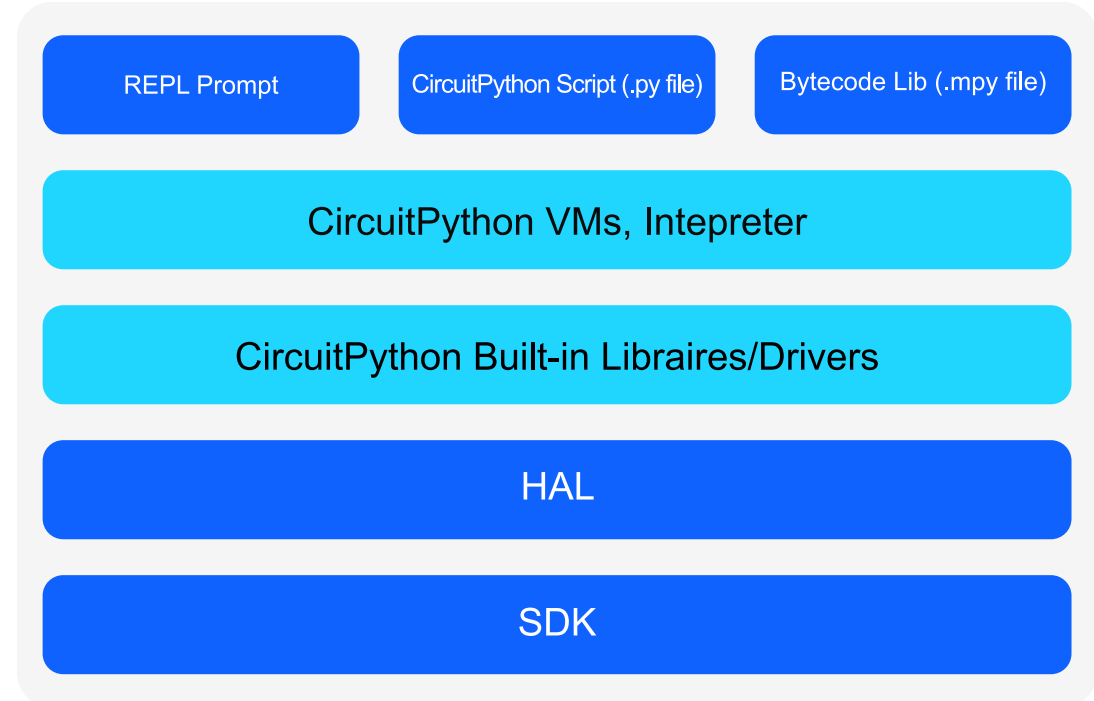 REPL Prompt
CircuitPython Script (.py file)
Bytecode Lib (.mpy file)
CircuitPython VMs, Intepreter
CircuitPython Built-in Libraires/Drivers
HAL
SDK